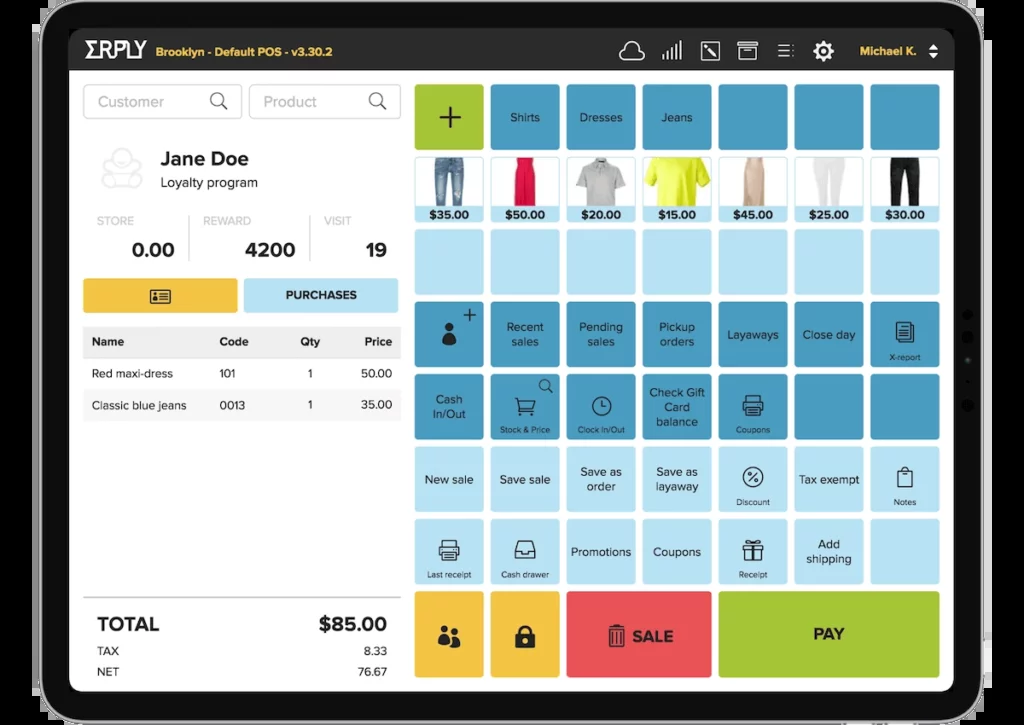 ERPLY Brooklyn - Default POS - v3.30.2
Michael K.
Customer
Product
Jane Doe
Loyalty program
STORE REWARD VISIT
0.00 4200 19
PURCHASES
Name Code Qty Price
Red maxi-dress 101 1 50.00
Classic blue jeans 0013 1 35.00
TOTAL $85.00
TAX 8.33
NET 76.67
+ Shirts Dresses Jeans
$35.00 $50.00 $20.00 $15.00 $45.00 $25.00 $30.00
Recent
sales
Pending
sales
Pickup
orders
Layaways
Close day
X-report
Cash
In/Out
Stock & Price
Clock In/Out
Check Gift
Card
balance
Coupons
New sale
Save sale
Save as
order
Save as
layaway
Discount
Tax exempt
Notes
Last receipt
Cash drawer
Promotions
Coupons
Receipt
Add
shipping
SALE
PAY